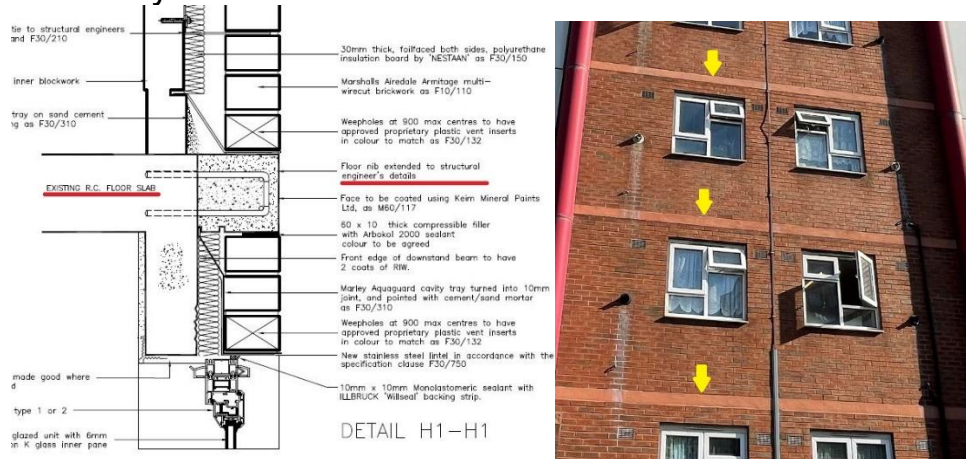 tie to structural engineers
and F30/210
inner blockwork
tray on sand cement
ng as F30/310
EXISTING R.C. FLOOR SLAB
made good where
d
type 1 or 2
glazed unit with 6mm
on K glass inner pane
30mm thick, foilfaced both sides, polyurethane
insulation board by 'NESTAAN' as F30/150
Marshalls Airedale Armitage multi-
wirecut brickwork as F10/110
Weepholes at 900 max centres to have
approved proprietary plastic vent inserts
in colour to match as F30/132
Floor nib extended to structural
engineer's details
Face to be coated using Keim Mineral Paints
Ltd, as M60/117
60 x 10 thick compressible filler
with Arbokol 2000 sealant
colour to be agreed
Front edge of downstand beam to have
2 coats of RIW.
Marley Aquaguard cavity tray turned into 10mm
joint, and pointed with cement/sand mortar
as F30/310
Weepholes at 900 max centres to have
approved proprietary plastic vent inserts
in colour to match as F30/132
New stainless steel lintel in accordance with the
specification clause F30/750
10mm x 10mm Monolastomeric sealant with
ILLBRUCK 'Willseal' backing strip.
DETAIL H1-H1